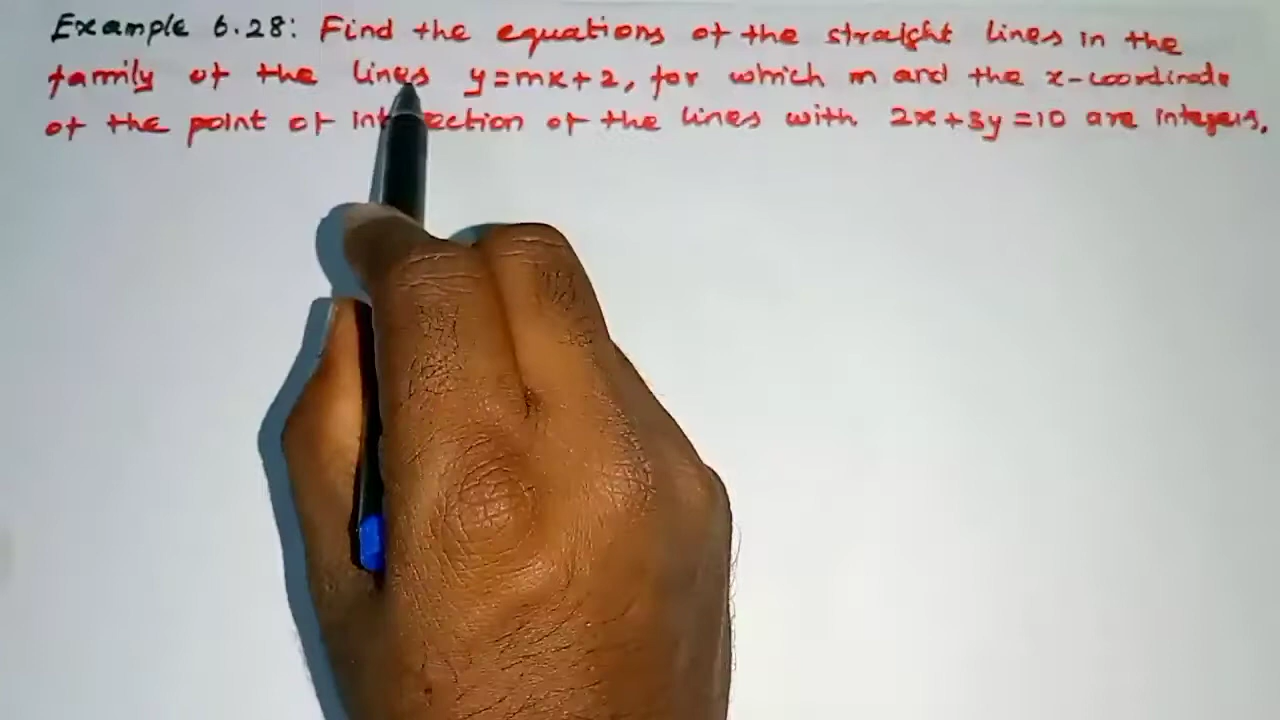 Example 6.28: Find the equations of the straight lines in the
family of the lines y=mx+2, for which m and the x-coordinate
of the point of intersection of the lines with 2x+3y=10 are integers.